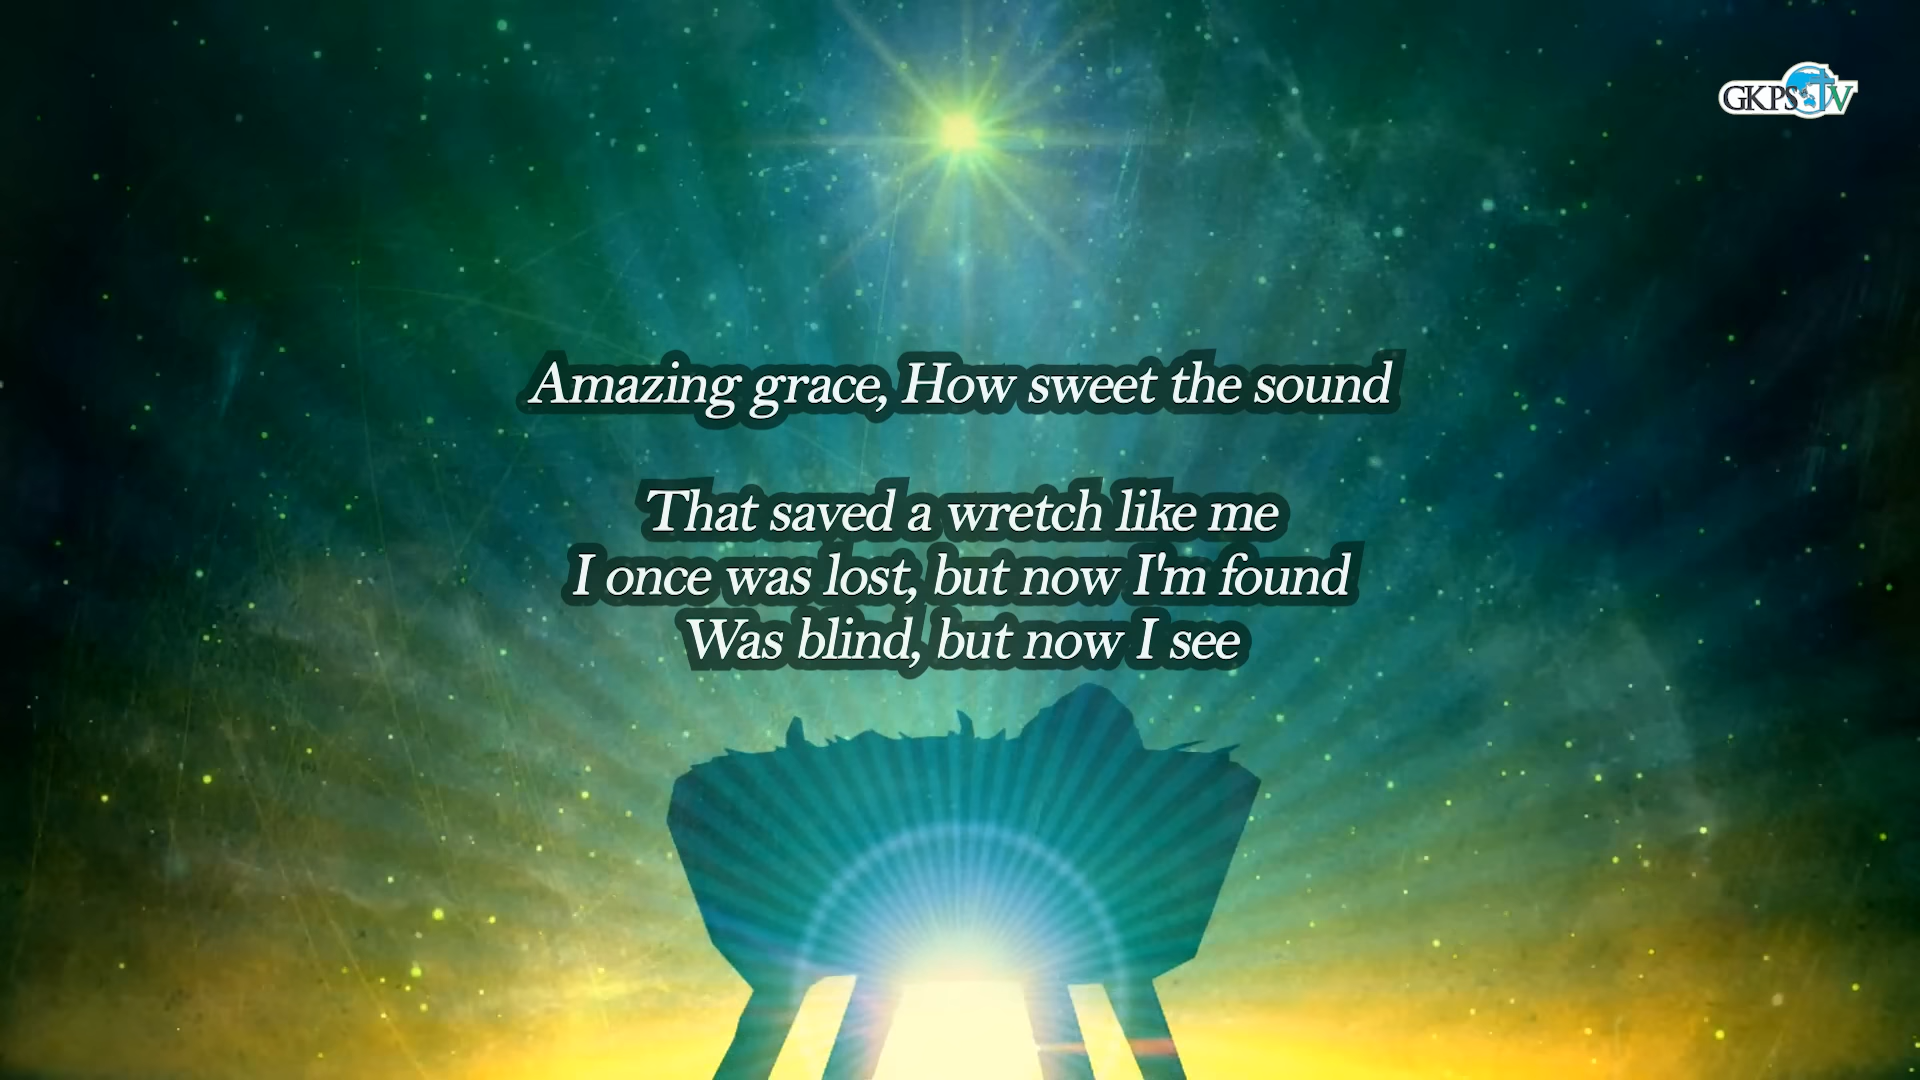 GKPS TV
Amazing grace, How sweet the sound
That saved a wretch like me
I once was lost, but now I'm found
Was blind, but now I see